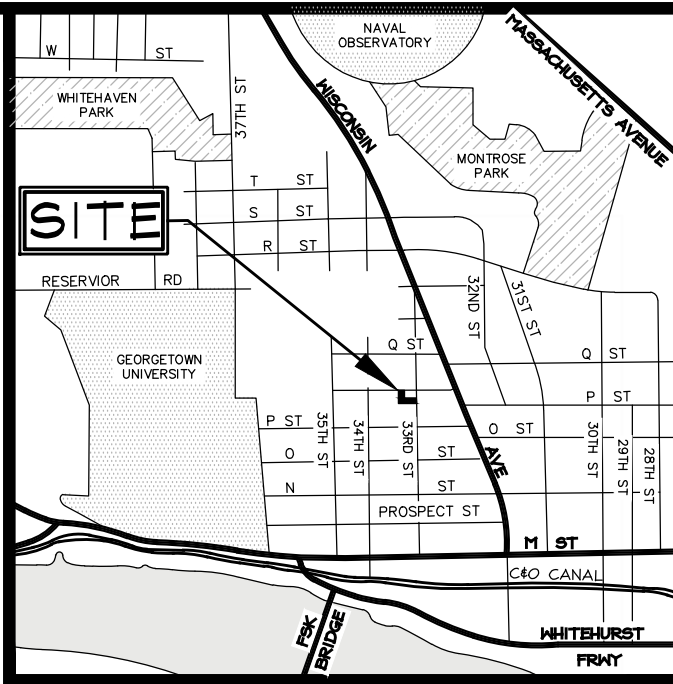 NAVAL
OBSERVATORY
MASSACHUSETTS AVENUE
W ST
WHITEHAVEN
PARK
37TH ST
WISCONSIN
MONTROSE
PARK
T ST
SITE
S ST
R ST
RESERVIOR RD
32ND ST
31ST ST
Q ST
Q ST
GEORGETOWN
UNIVERSITY
P ST
P ST
35TH ST
34TH ST
33RD ST
O ST
30TH ST
29TH ST
28TH ST
O ST
AVE
N ST
PROSPECT ST
M ST
C&O CANAL
FSK
BRIDGE
WHITEHURST
FRWY